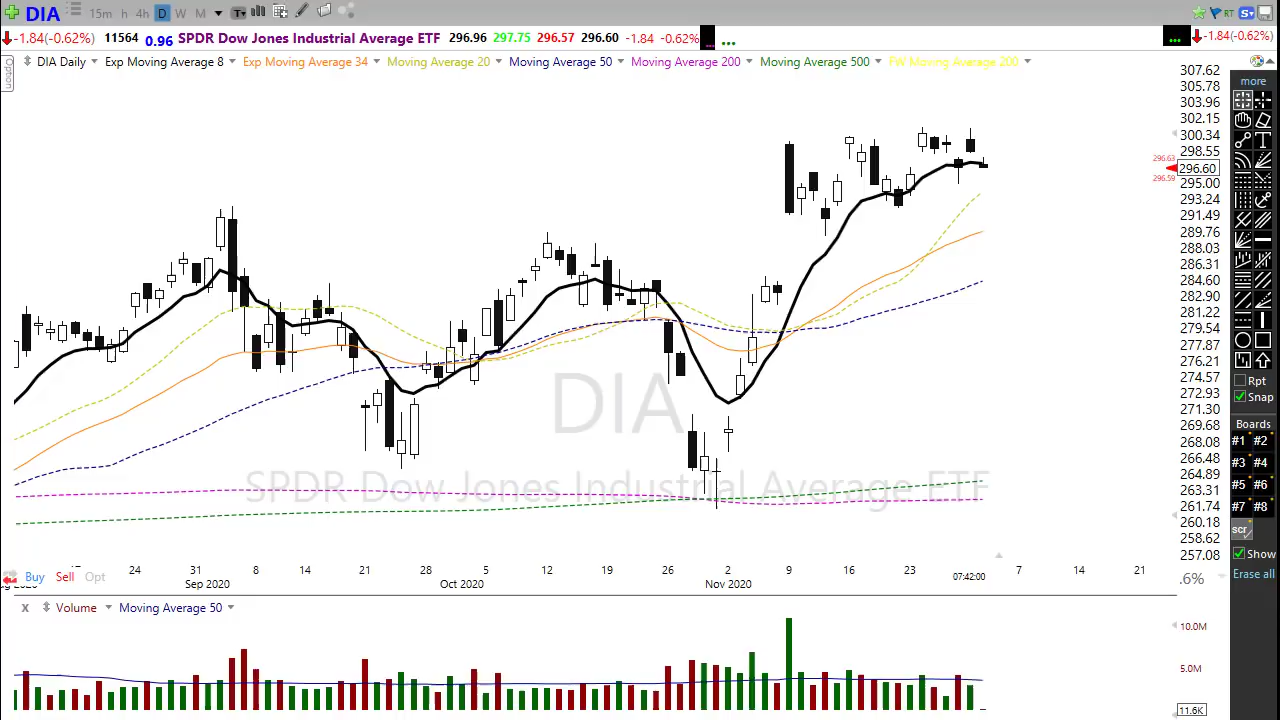 DIA 15m h 4h D W M T RT S
-1.84(-0.62%) 11564 0.96 SPDR Dow Jones Industrial Average ETF 296.96 297.75 296.57 296.60 -1.84 -0.62% ... ... -1.84(-0.62%)
Option
DIA Daily Exp Moving Average 8 Exp Moving Average 34 Moving Average 20 Moving Average 50 Moving Average 200 Moving Average 500 FW Moving Average 200
307.62
305.78
303.96
302.15
300.34
298.55
296.63
296.60
296.59
295.00
293.24
291.49
289.76
288.03
286.31
284.60
282.90
281.22
279.54
277.87
276.21
274.57
272.93
271.30
269.68
268.08
266.48
264.89
263.31
261.74
260.18
258.62
257.08
DIA
SPDR Dow Jones Industrial Average ETF
more
T
Rpt
Snap
Boards
#1 #2
#3 #4
#5 #6
#7 #8
scr
Show
Erase all
24 31 8 14 21 28 5 12 19 26 2 9 16 23 7 14 21
Buy Sell Opt
2020 Sep 2020 Oct 2020 Nov 2020 07:42:00
.6%
x Volume Moving Average 50
10.0M
5.0M
11.6K